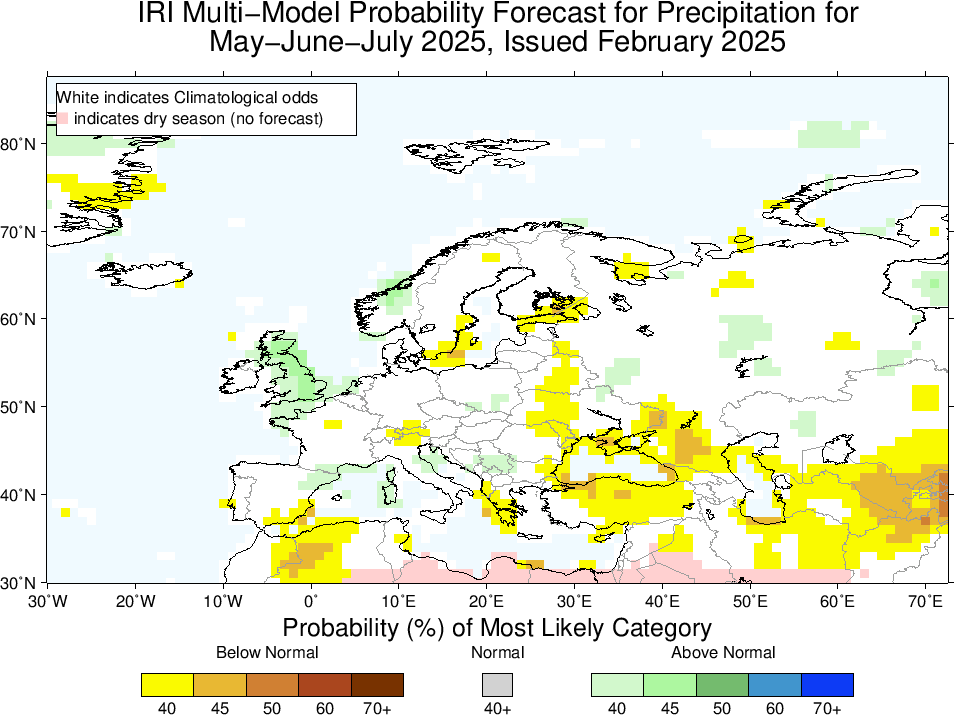 IRI Multi−Model Probability Forecast for Precipitation for
May−June−July 2025, Issued February 2025
White indicates Climatological odds
indicates dry season (no forecast)
80˚N
70˚N
60˚N
50˚N
40˚N
30˚N
30˚W 20˚W 10˚W 0˚ 10˚E 20˚E 30˚E 40˚E 50˚E 60˚E 70˚E
Probability (%) of Most Likely Category
Below Normal Normal Above Normal
40 45 50 60 70+ 40+ 40 45 50 60 70+